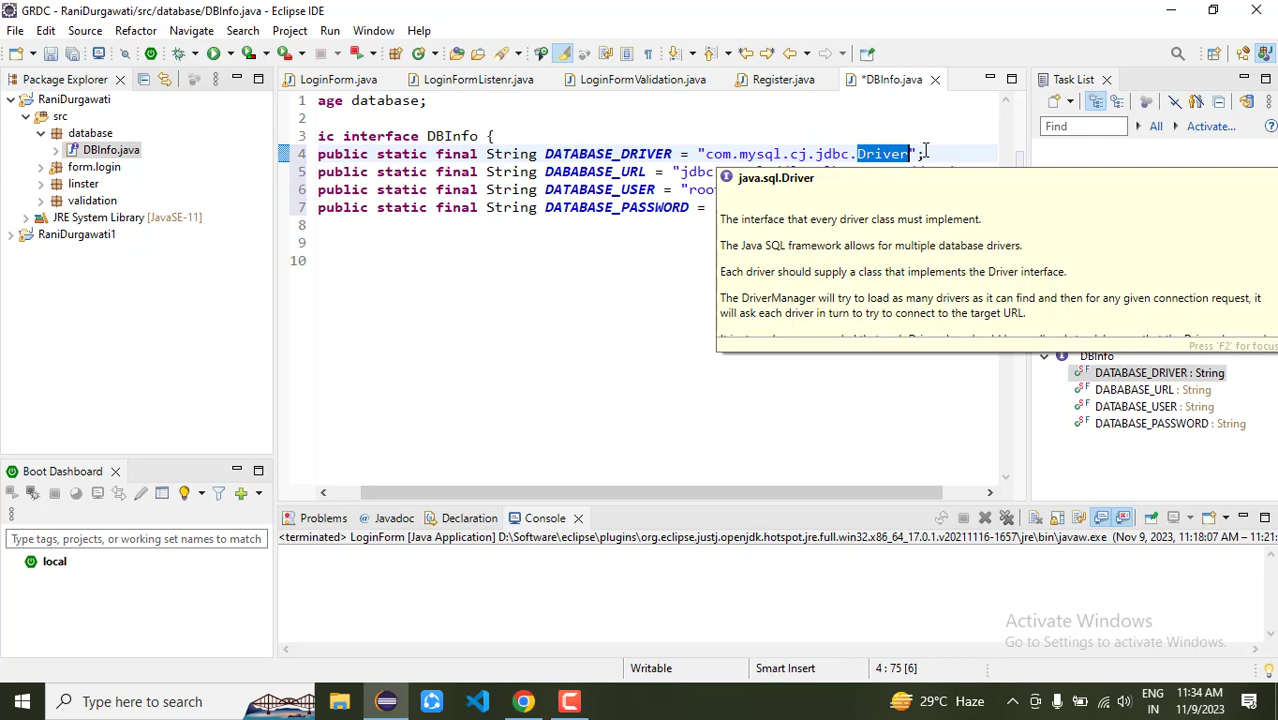 GRDC - RaniDurgawati/src/database/DBInfo.java - Eclipse IDE
File Edit Source Refactor Navigate Search Project Run Window Help
Package Explorer
RaniDurgawati
src
database
DBInfo.java
form.login
linster
validation
JRE System Library [JavaSE-11]
RaniDurgawati1
LoginForm.java LoginFormListenr.java LoginFormValidation.java Register.java *DBInfo.java
1 age database;
2
3 ic interface DBInfo {
4 public static final String DATABASE_DRIVER = "com.mysql.cj.jdbc.Driver";
5 public static final String DABABASE_URL = "jdbc
6 public static final String DATABASE_USER = "roo
7 public static final String DATABASE_PASSWORD =
8
9
10
java.sql.Driver
The interface that every driver class must implement.
The Java SQL framework allows for multiple database drivers.
Each driver should supply a class that implements the Driver interface.
The DriverManager will try to load as many drivers as it can find and then for any given connection request, it
will ask each driver in turn to try to connect to the target URL.
Press 'F2' for focus
Task List
Find All Activate...
DBInfo
DATABASE_DRIVER : String
DABABASE_URL : String
DATABASE_USER : String
DATABASE_PASSWORD : String
Boot Dashboard
Type tags, projects, or working set names to match
local
Problems Javadoc Declaration Console
<terminated> LoginForm [Java Application] D:\Software\eclipse\plugins\org.eclipse.justj.openjdk.hotspot.jre.full.win32.x86_64_17.0.1.v20211116-1657\jre\bin\javaw.exe (Nov 9, 2023, 11:18:07 AM – 11:21:
Activate Windows
Go to Settings to activate Windows.
Writable Smart Insert 4 : 75 [6]
Type here to search
29°C Haze
ENG
IN
11:34 AM
11/9/2023